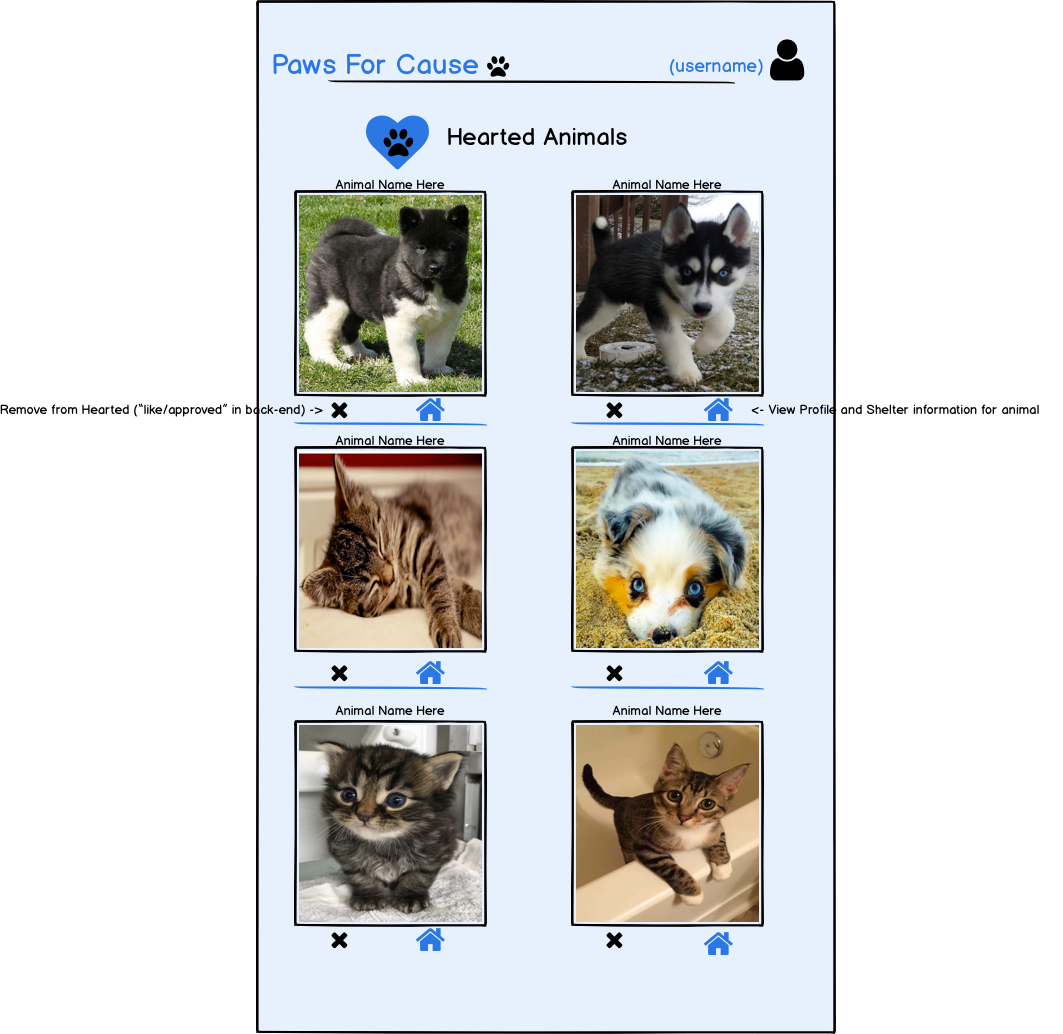 Paws For Cause
(username)
Hearted Animals
Animal Name Here
Animal Name Here
Remove from Hearted ("like/approved" in back-end) ->
<- View Profile and Shelter information for animal
Animal Name Here
Animal Name Here
Animal Name Here
Animal Name Here